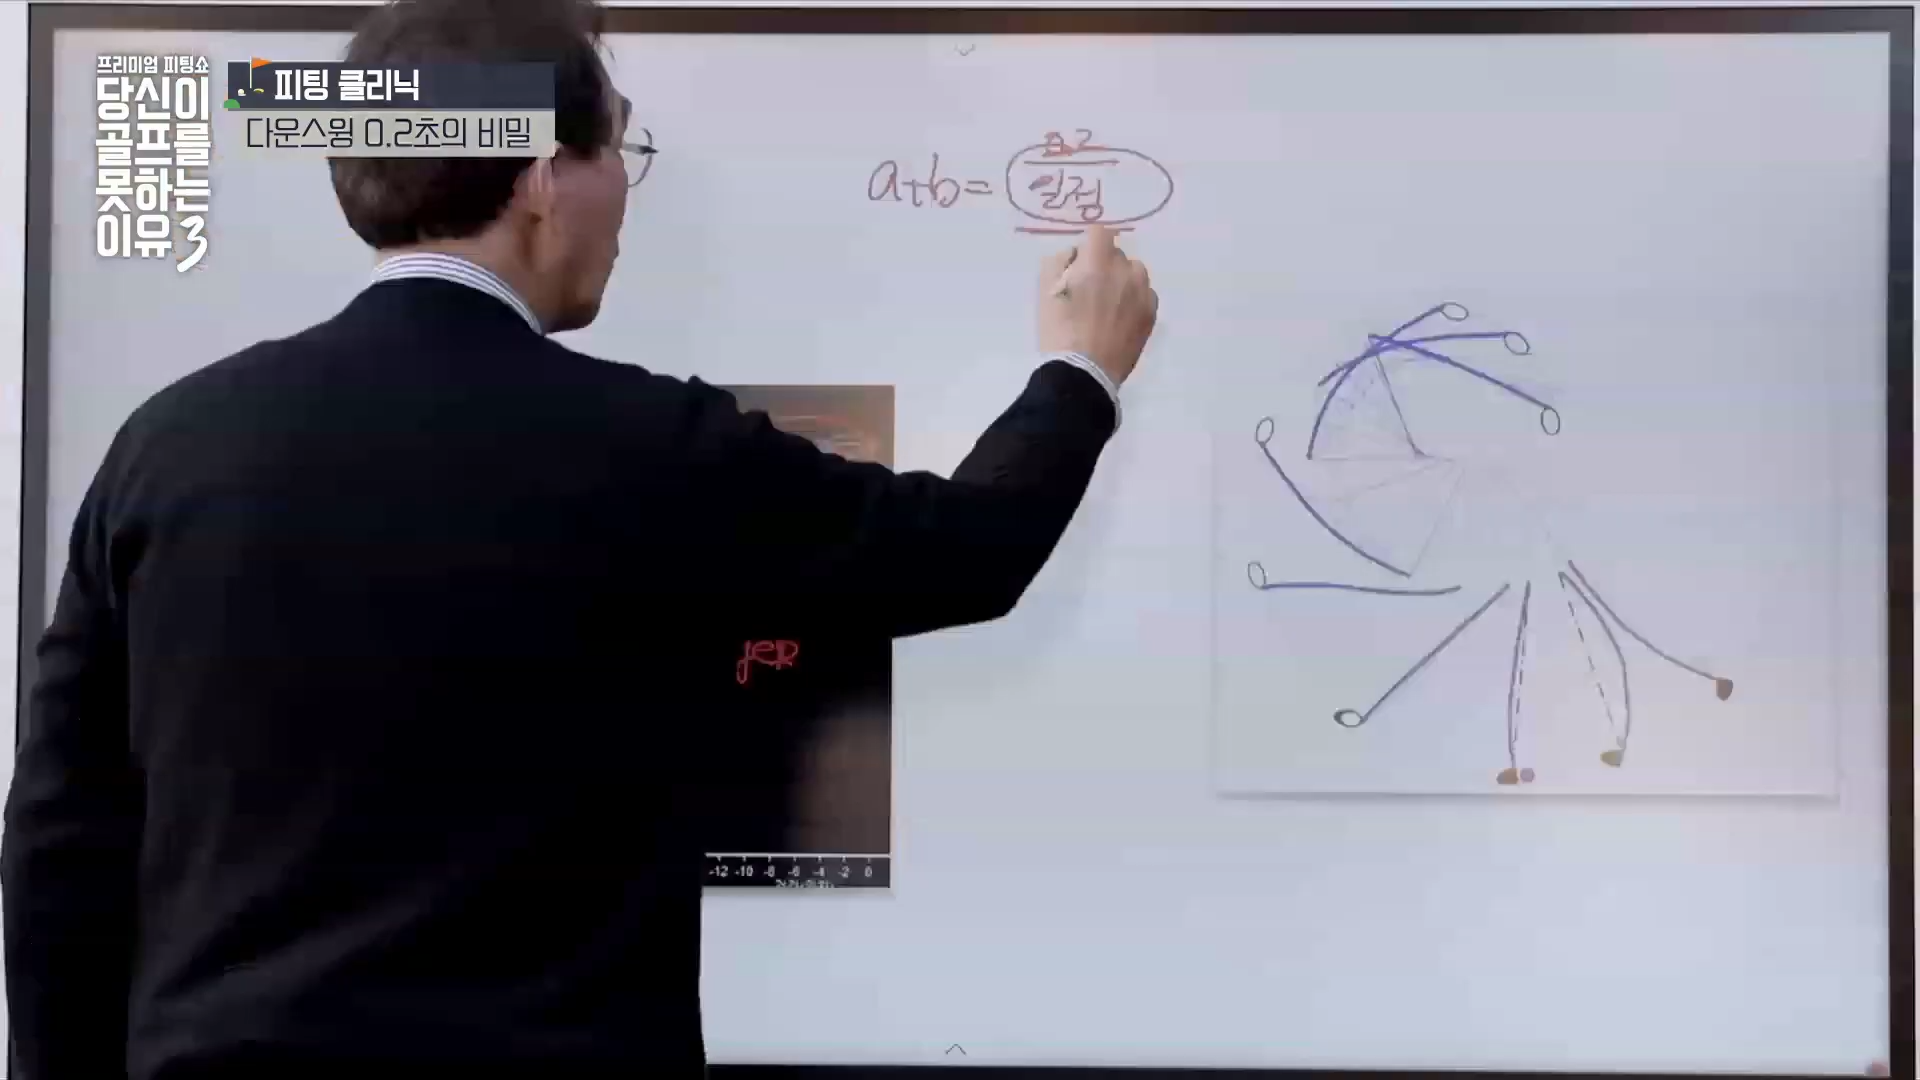 프리미엄 피팅쇼
당신이
골프를
못하는
이유3
피팅 클리닉
다운스윙 0.2초의 비밀
a+b=
일정
-12 -10 -8 -6 -4 -2 0